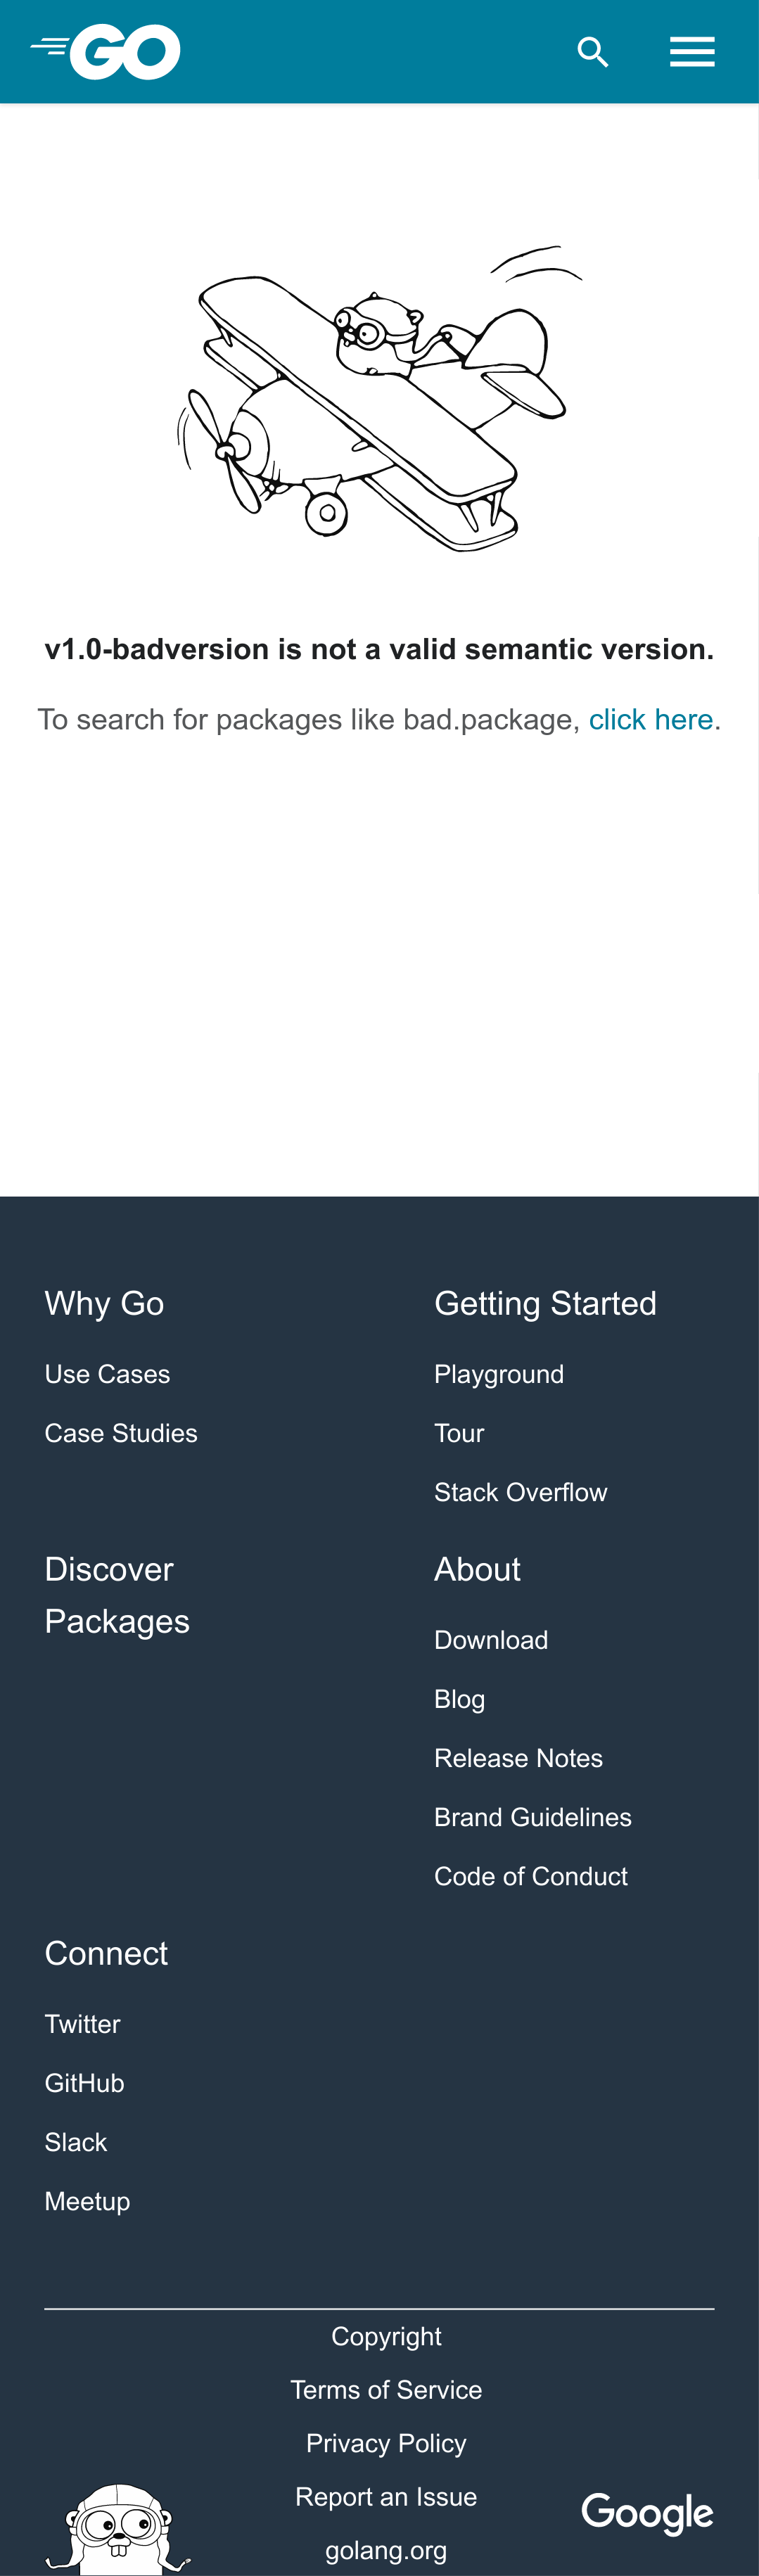 GO
v1.0-badversion is not a valid semantic version.
To search for packages like bad.package, click here.
Why Go
Use Cases
Case Studies
Getting Started
Playground
Tour
Stack Overflow
Discover
Packages
About
Download
Blog
Release Notes
Brand Guidelines
Code of Conduct
Connect
Twitter
GitHub
Slack
Meetup
Copyright
Terms of Service
Privacy Policy
Report an Issue
golang.org
Google